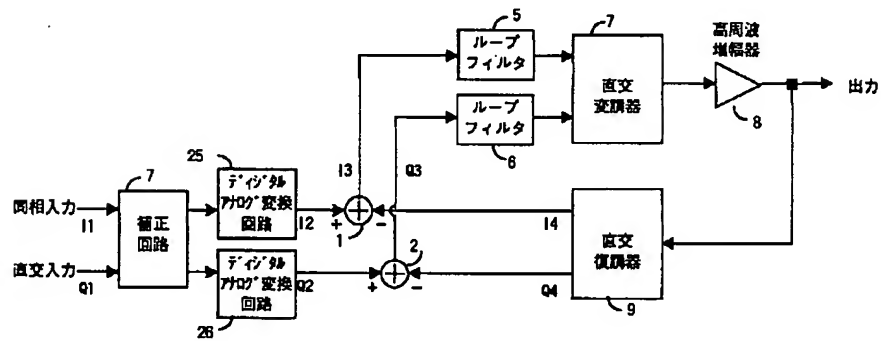 5
ループ
フィルタ
7
直交
変調器
高周波
増幅器
8
出力
ループ
フィルタ
6
25
ディジタル
アナログ変換
回路
I3
Q3
同相入力
I1
7
補正
回路
I2
+
-
1
I4
直交
復調器
9
直交入力
Q1
ディジタル
アナログ変換
回路
26
Q2
2
+
-
Q4